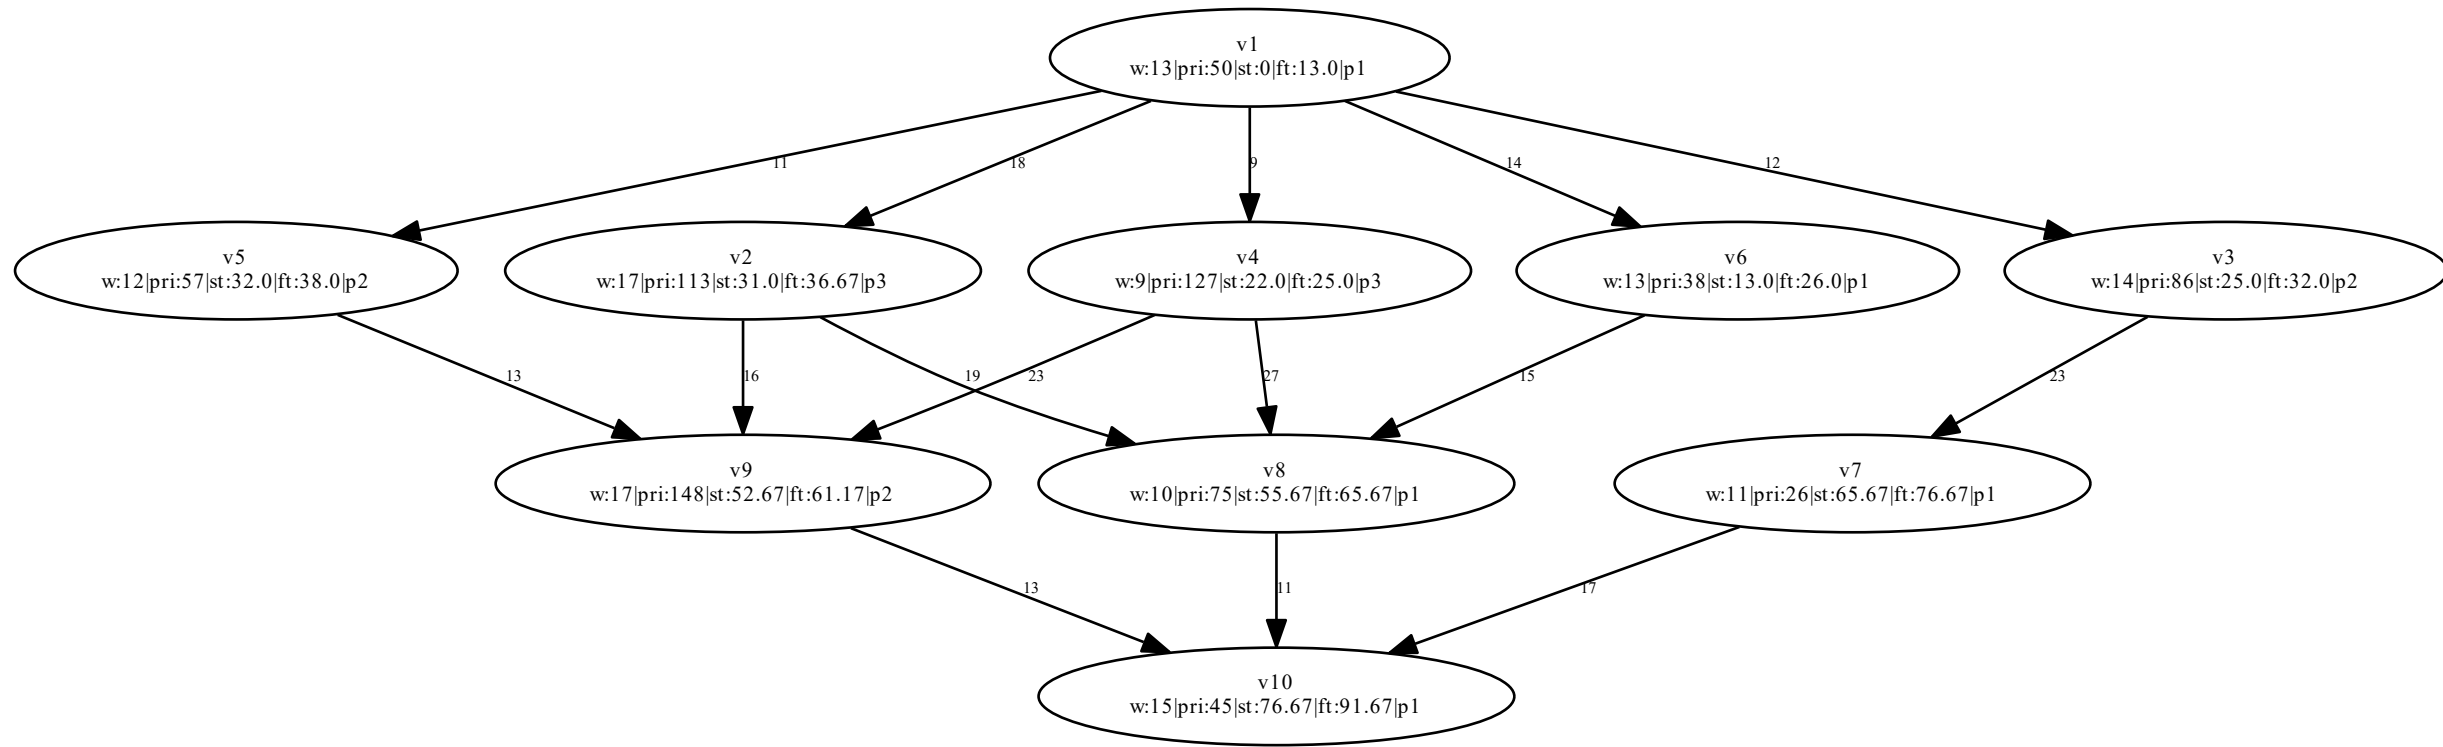 v1
w:13|pri:50|st:0|ft:13.0|p1
11
18
9
14
12
v5
w:12|pri:57|st:32.0|ft:38.0|p2
v2
w:17|pri:113|st:31.0|ft:36.67|p3
v4
w:9|pri:127|st:22.0|ft:25.0|p3
v6
w:13|pri:38|st:13.0|ft:26.0|p1
v3
w:14|pri:86|st:25.0|ft:32.0|p2
13
16
19
23
27
15
23
v9
w:17|pri:148|st:52.67|ft:61.17|p2
v8
w:10|pri:75|st:55.67|ft:65.67|p1
v7
w:11|pri:26|st:65.67|ft:76.67|p1
13
11
17
v10
w:15|pri:45|st:76.67|ft:91.67|p1